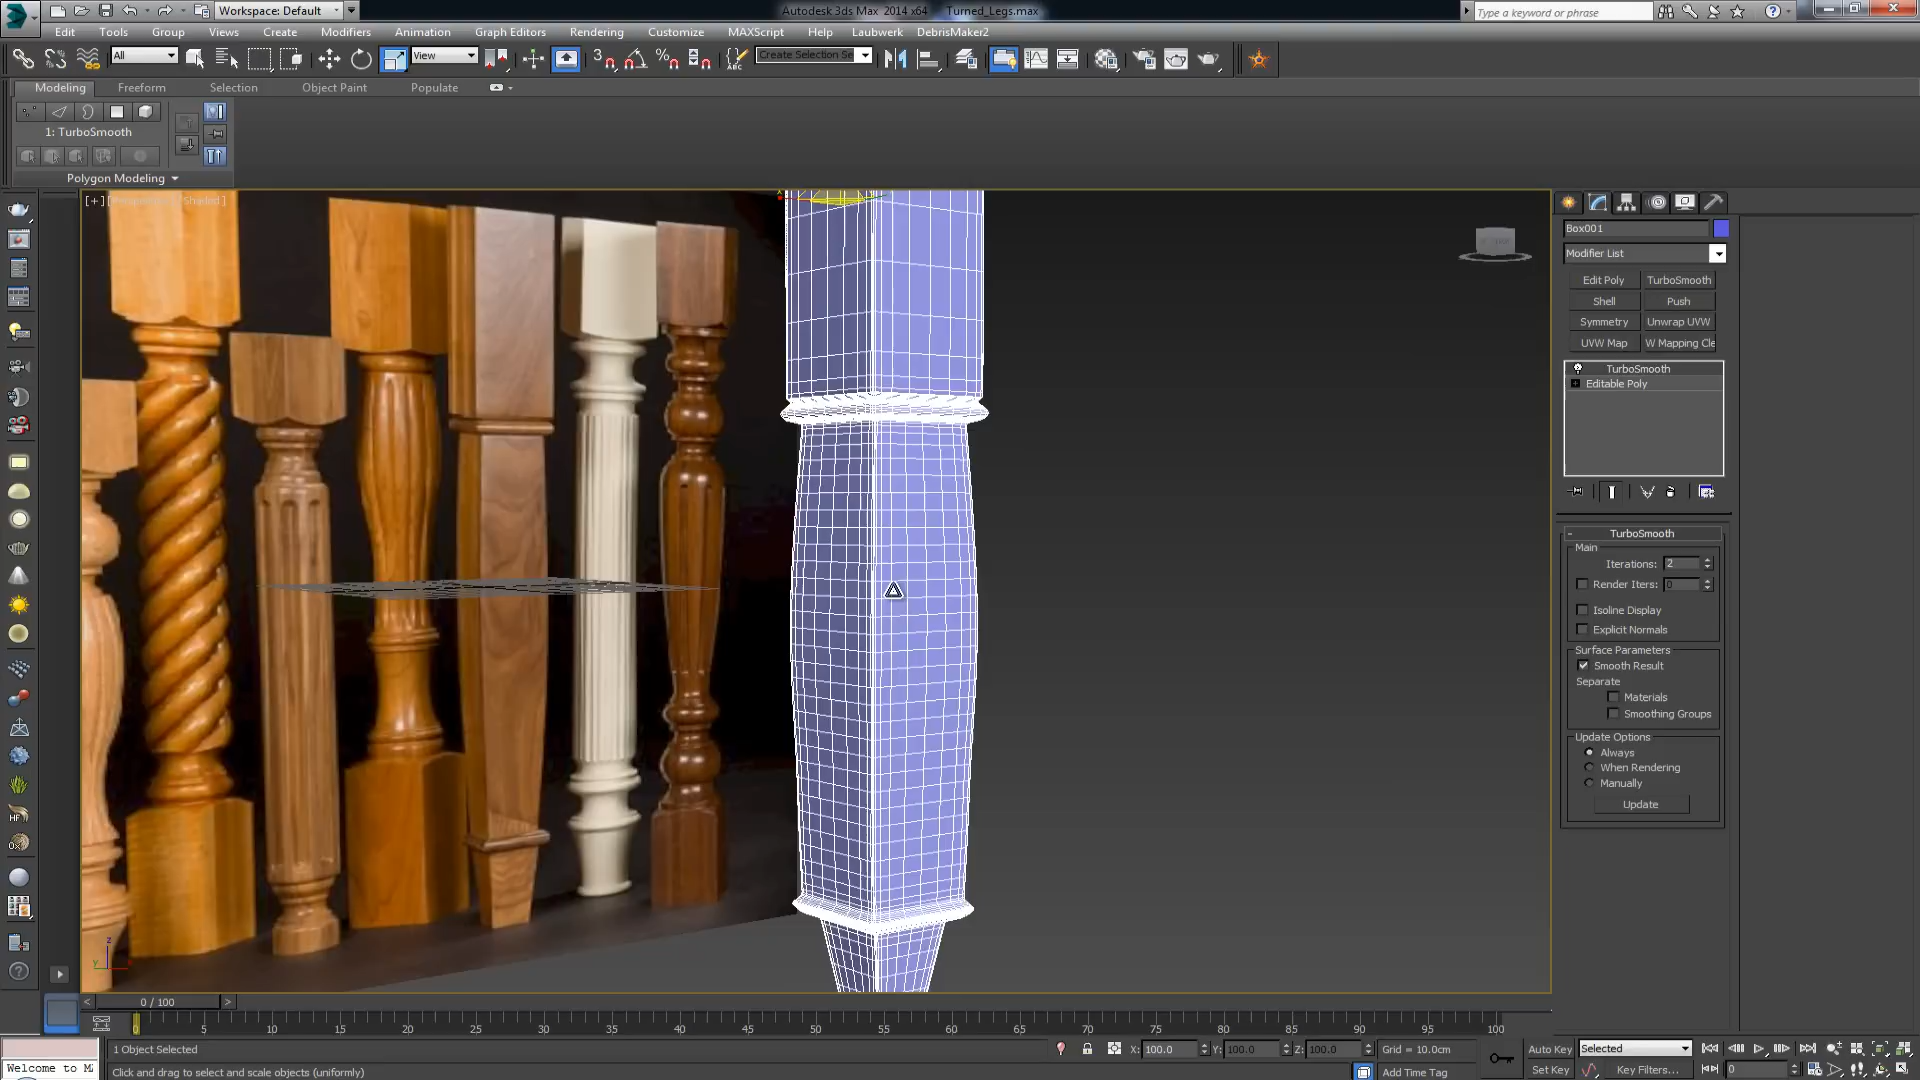 Workspace: Default
Autodesk 3ds Max 2014 x64 Turned_Legs.max
Type a keyword or phrase
Edit Tools Group Views Create Modifiers Animation Graph Editors Rendering Customize MAXScript Help Laubwerk DebrisMaker2
All View Create Selection Se
Modeling Freeform Selection Object Paint Populate
1: TurboSmooth
Polygon Modeling
[+]
Box001
Modifier List
Edit Poly TurboSmooth
Shell Push
Symmetry Unwrap UVW
UVW Map W Mapping Cle
TurboSmooth
Editable Poly
TurboSmooth
Main
Iterations: 2
Render Iters: 0
Isoline Display
Explicit Normals
Surface Parameters
Smooth Result
Separate
Materials
Smoothing Groups
Update Options
Always
When Rendering
Manually
Update
z
0 / 100
0 5 10 15 20 25 30 35 40 45 50 55 60 65 70 75 80 85 90 95 100
1 Object Selected X: 100.0 Y: 100.0 Z: 100.0 Grid = 10.0cm Auto Key Selected
Welcome to M Click and drag to select and scale objects (uniformly) Add Time Tag Set Key Key Filters... 0